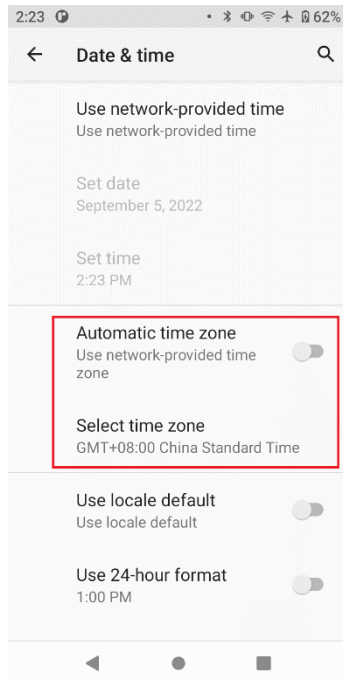 2:23 62%
Date & time
Use network-provided time
Use network-provided time
Set date
September 5, 2022
Set time
2:23 PM
Automatic time zone
Use network-provided time
zone
Select time zone
GMT+08:00 China Standard Time
Use locale default
Use locale default
Use 24-hour format
1:00 PM